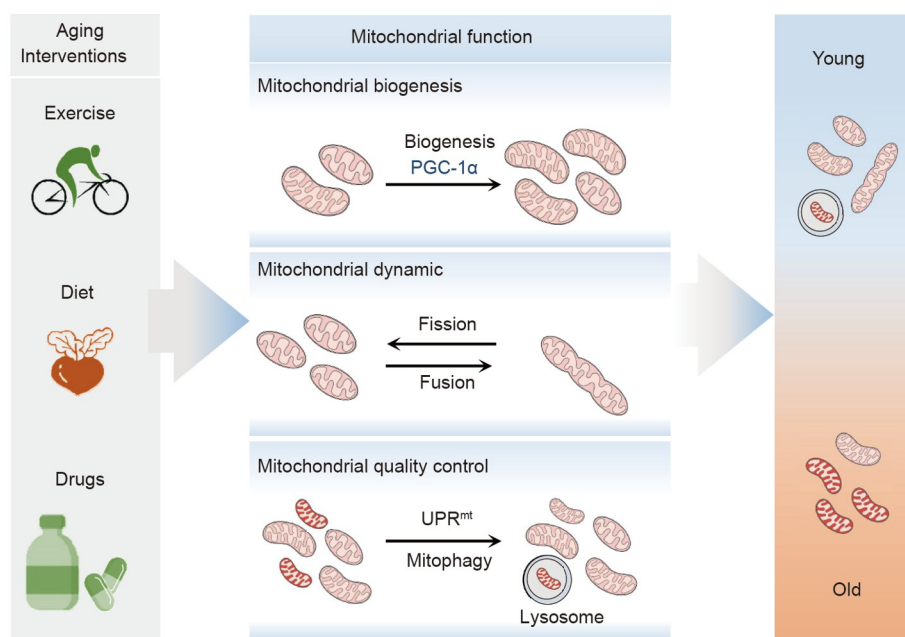 Aging
Interventions
Exercise
Diet
Drugs
Mitochondrial function
Mitochondrial biogenesis
Biogenesis
PGC-1α
Mitochondrial dynamic
Fission
Fusion
Mitochondrial quality control
UPRᵐᵗ
Mitophagy
Lysosome
Young
Old